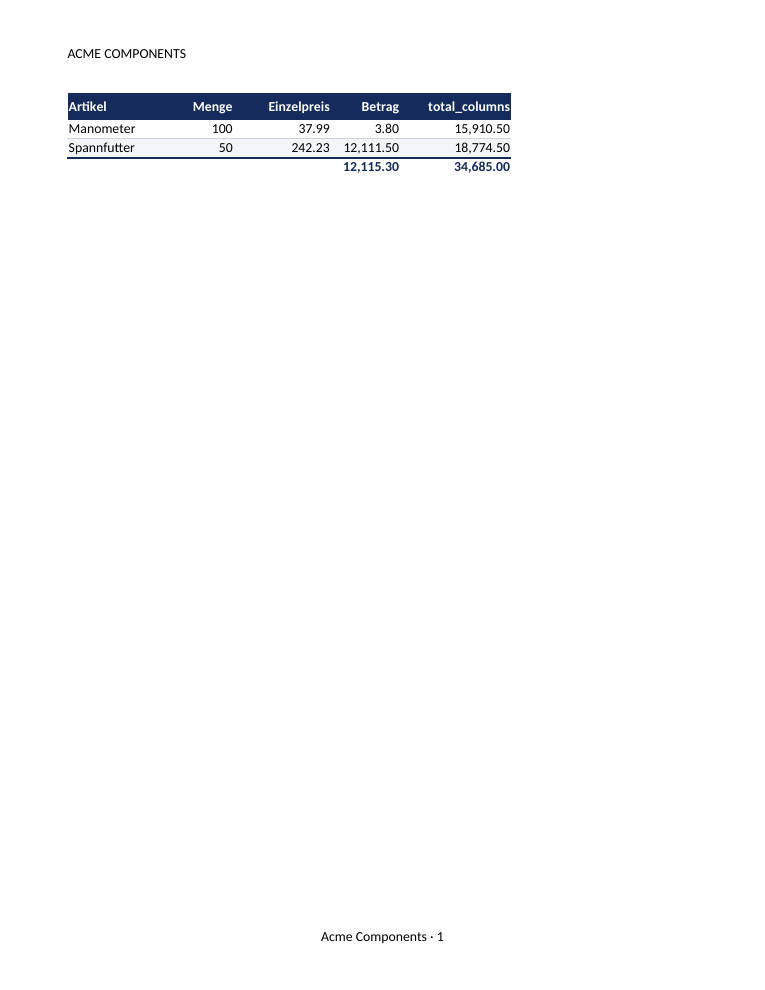 ACME COMPONENTS
Artikel Menge Einzelpreis Betrag total_columns
Manometer 100 37.99 3.80 15,910.50
Spannfutter 50 242.23 12,111.50 18,774.50
12,115.30 34,685.00
Acme Components · 1